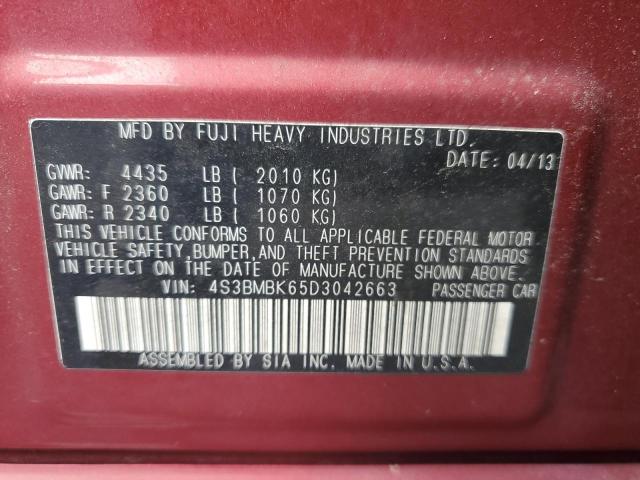 MFD BY FUJI HEAVY INDUSTRIES LTD.
DATE: 04/13
GVWR: 4435 LB ( 2010 KG)
GAWR: F 2360 LB ( 1070 KG)
GAWR: R 2340 LB ( 1060 KG)
THIS VEHICLE CONFORMS TO ALL APPLICABLE FEDERAL MOTOR
VEHICLE SAFETY, BUMPER, AND THEFT PREVENTION STANDARDS
IN EFFECT ON THE DATE OF MANUFACTURE SHOWN ABOVE.
VIN: 4S3BMBK65D3042663 PASSENGER CAR
ASSEMBLED BY SIA INC. MADE IN U.S.A.